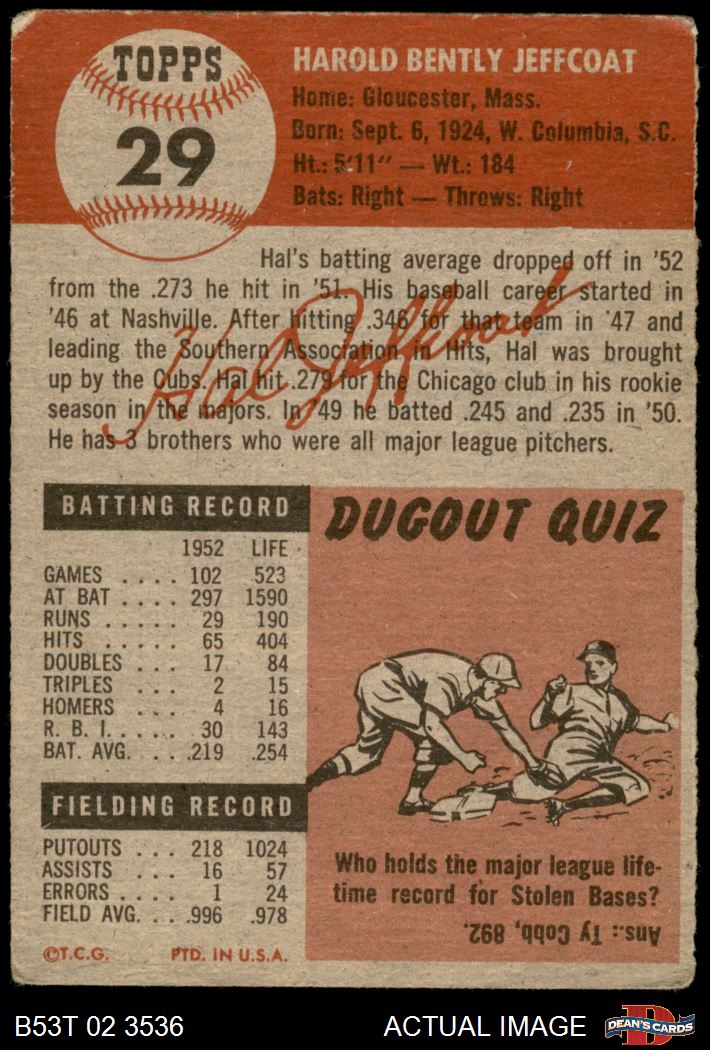 TOPPS
29
HAROLD BENTLY JEFFCOAT
Home: Gloucester, Mass.
Born: Sept. 6, 1924, W. Columbia, S.C.
Ht.: 5'11" — Wt.: 184
Bats: Right — Throws: Right
Hal's batting average dropped off in '52
from the .273 he hit in '51. His baseball career started in
'46 at Nashville. After hitting .346 for that team in '47 and
leading the Southern Association in Hits, Hal was brought
up by the Cubs. Hal hit .279 for the Chicago club in his rookie
season in the majors. In '49 he batted .245 and .235 in '50.
He has 3 brothers who were all major league pitchers.
Hal Jeffcoat
BATTING RECORD
1952 LIFE
GAMES . . . . 102 523
AT BAT . . . . 297 1590
RUNS . . . . . 29 190
HITS . . . . . 65 404
DOUBLES . . . 17 84
TRIPLES . . . 2 15
HOMERS . . . 4 16
R. B. I. . . . . 30 143
BAT. AVG. . . .219 .254
FIELDING RECORD
PUTOUTS . . . 218 1024
ASSISTS . . . 16 57
ERRORS . . . . 1 24
FIELD AVG. . . .996 .978
©T.C.G. PTD. IN U.S.A.
DUGOUT QUIZ
Who holds the major league life-
time record for Stolen Bases?
Ans.: Ty Cobb, 892.
B53T 02 3536
ACTUAL IMAGE
D
DEAN'S CARDS